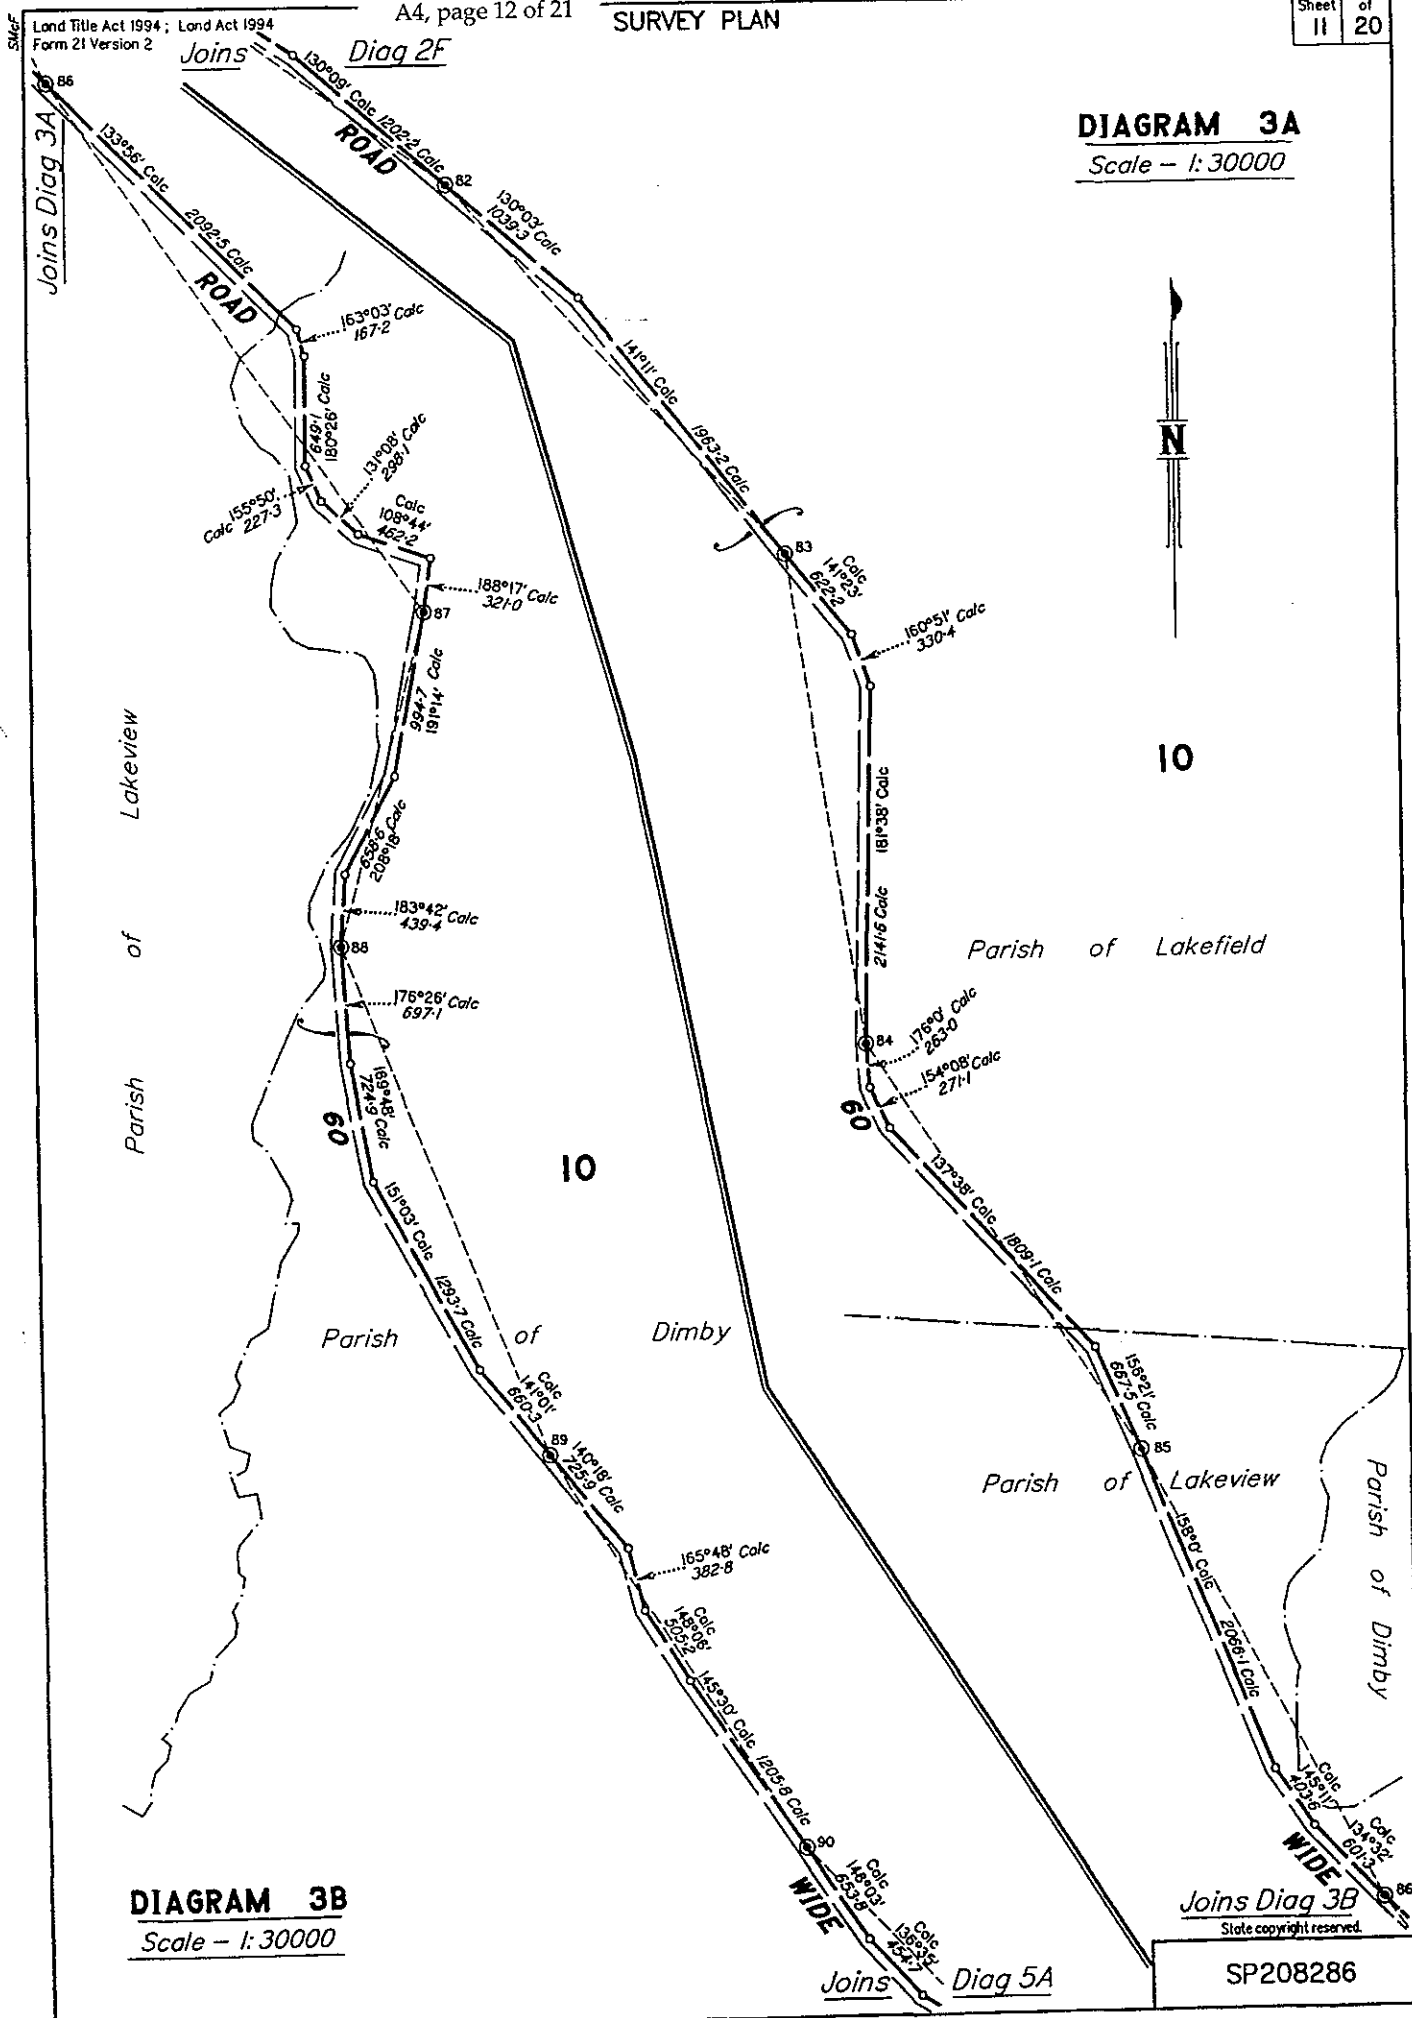 SMcF
Land Title Act 1994 ; Land Act 1994
Form 21 Version 2
A4, page 12 of 21
SURVEY PLAN
Sheet 11 of 20
Joins Diag 2F
DIAGRAM 3A
Scale – 1:30000
130°09' Calc 1202·2 Calc
ROAD
82
130°03'
1039·3 Calc
141°11' Calc 1963·2 Calc
83
Calc
141°23'
622·2
160°51' Calc
330·4
181°38' Calc
2141·6 Calc
N
10
Parish of Lakefield
84
176°0' Calc
263·0
154°08' Calc
271·1
60
137°38' Calc 1809·1 Calc
156°21'
667·5 Calc
85
Parish of Lakeview
Parish of Dimby
158°0' Calc 2066·1 Calc
Calc
145°11'
403·6
Calc
134°32'
601·3
WIDE
86
Joins Diag 3B
State copyright reserved.
SP208286
86
Joins Diag 3A
133°56' Calc 2092·5 Calc
ROAD
163°03' Calc
167·2
649·1
180°26' Calc
131°08' Calc
298·1
155°50'
Calc 227·3
Calc
108°44'
462·2
188°17' Calc
321·0
87
994·7
191°14' Calc
658·6 Calc
208°18'
183°42' Calc
439·4
88
176°26' Calc
697·1
169°48'
724·9 Calc
60
10
Parish of Lakeview
151°03' Calc 1293·7 Calc
Parish of Dimby
Calc
141°01'
660·3
89
140°18'
725·9 Calc
165°48' Calc
382·8
Calc
148°06'
505·2
145°30' Calc 1205·8 Calc
90
Calc
148°03'
653·8
WIDE
Calc
136°35'
454·7
DIAGRAM 3B
Scale – 1:30000
Joins Diag 5A